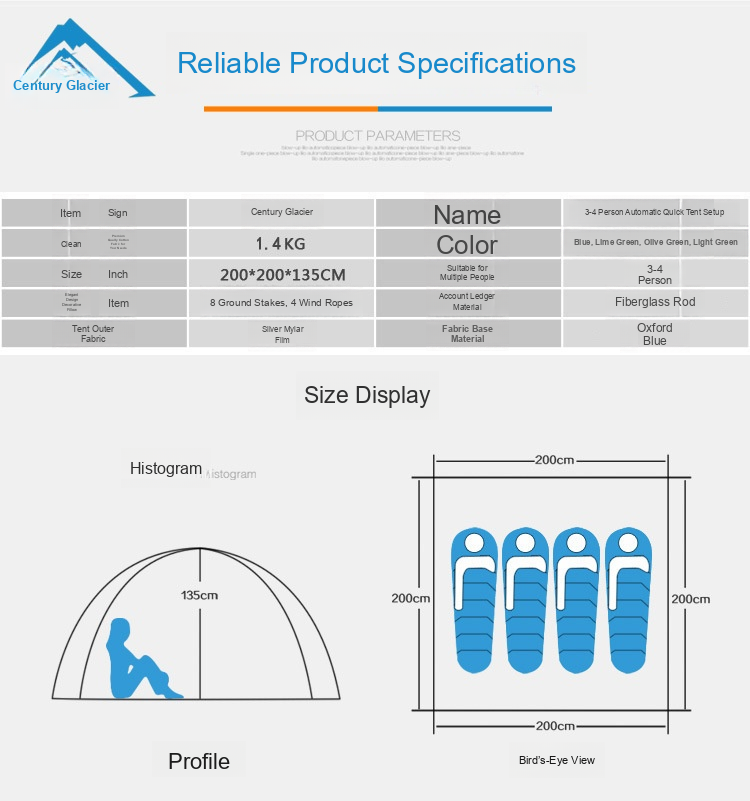 Century Glacier
Reliable Product Specifications
PRODUCT PARAMETERS
Item Sign
Century Glacier
Name
3-4 Person Automatic Quick Tent Setup
Clean
1.4KG
Color
Blue, Lime Green, Olive Green, Light Green
Size Inch
200*200*135CM
Suitable for
Multiple People
3-4
Person
Item
8 Ground Stakes, 4 Wind Ropes
Account Ledger
Material
Fiberglass Rod
Tent Outer
Fabric
Silver Mylar
Film
Fabric Base
Material
Oxford
Blue
Size Display
Histogram
135cm
Profile
200cm
200cm
200cm
200cm
Bird's-Eye View